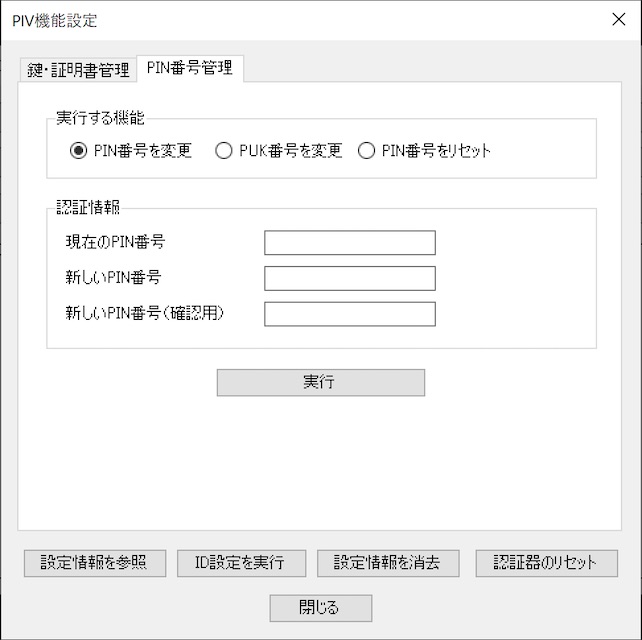 PIV機能設定
鍵・証明書管理 PIN番号管理
実行する機能
PIN番号を変更 PUK番号を変更 PIN番号をリセット
認証情報
現在のPIN番号
新しいPIN番号
新しいPIN番号(確認用)
実行
設定情報を参照 ID設定を実行 設定情報を消去 認証器のリセット
閉じる